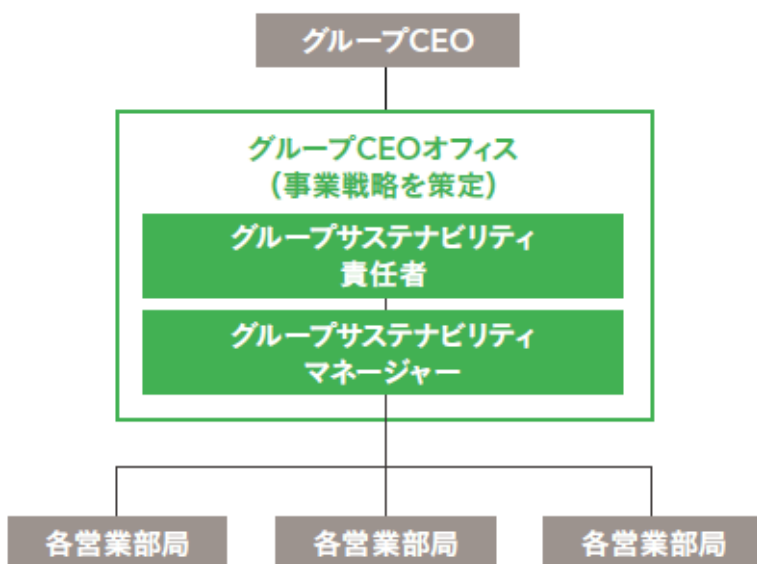 グループCEO
グループCEOオフィス
(事業戦略を策定)
グループサステナビリティ
責任者
グループサステナビリティ
マネージャー
各営業部局
各営業部局
各営業部局